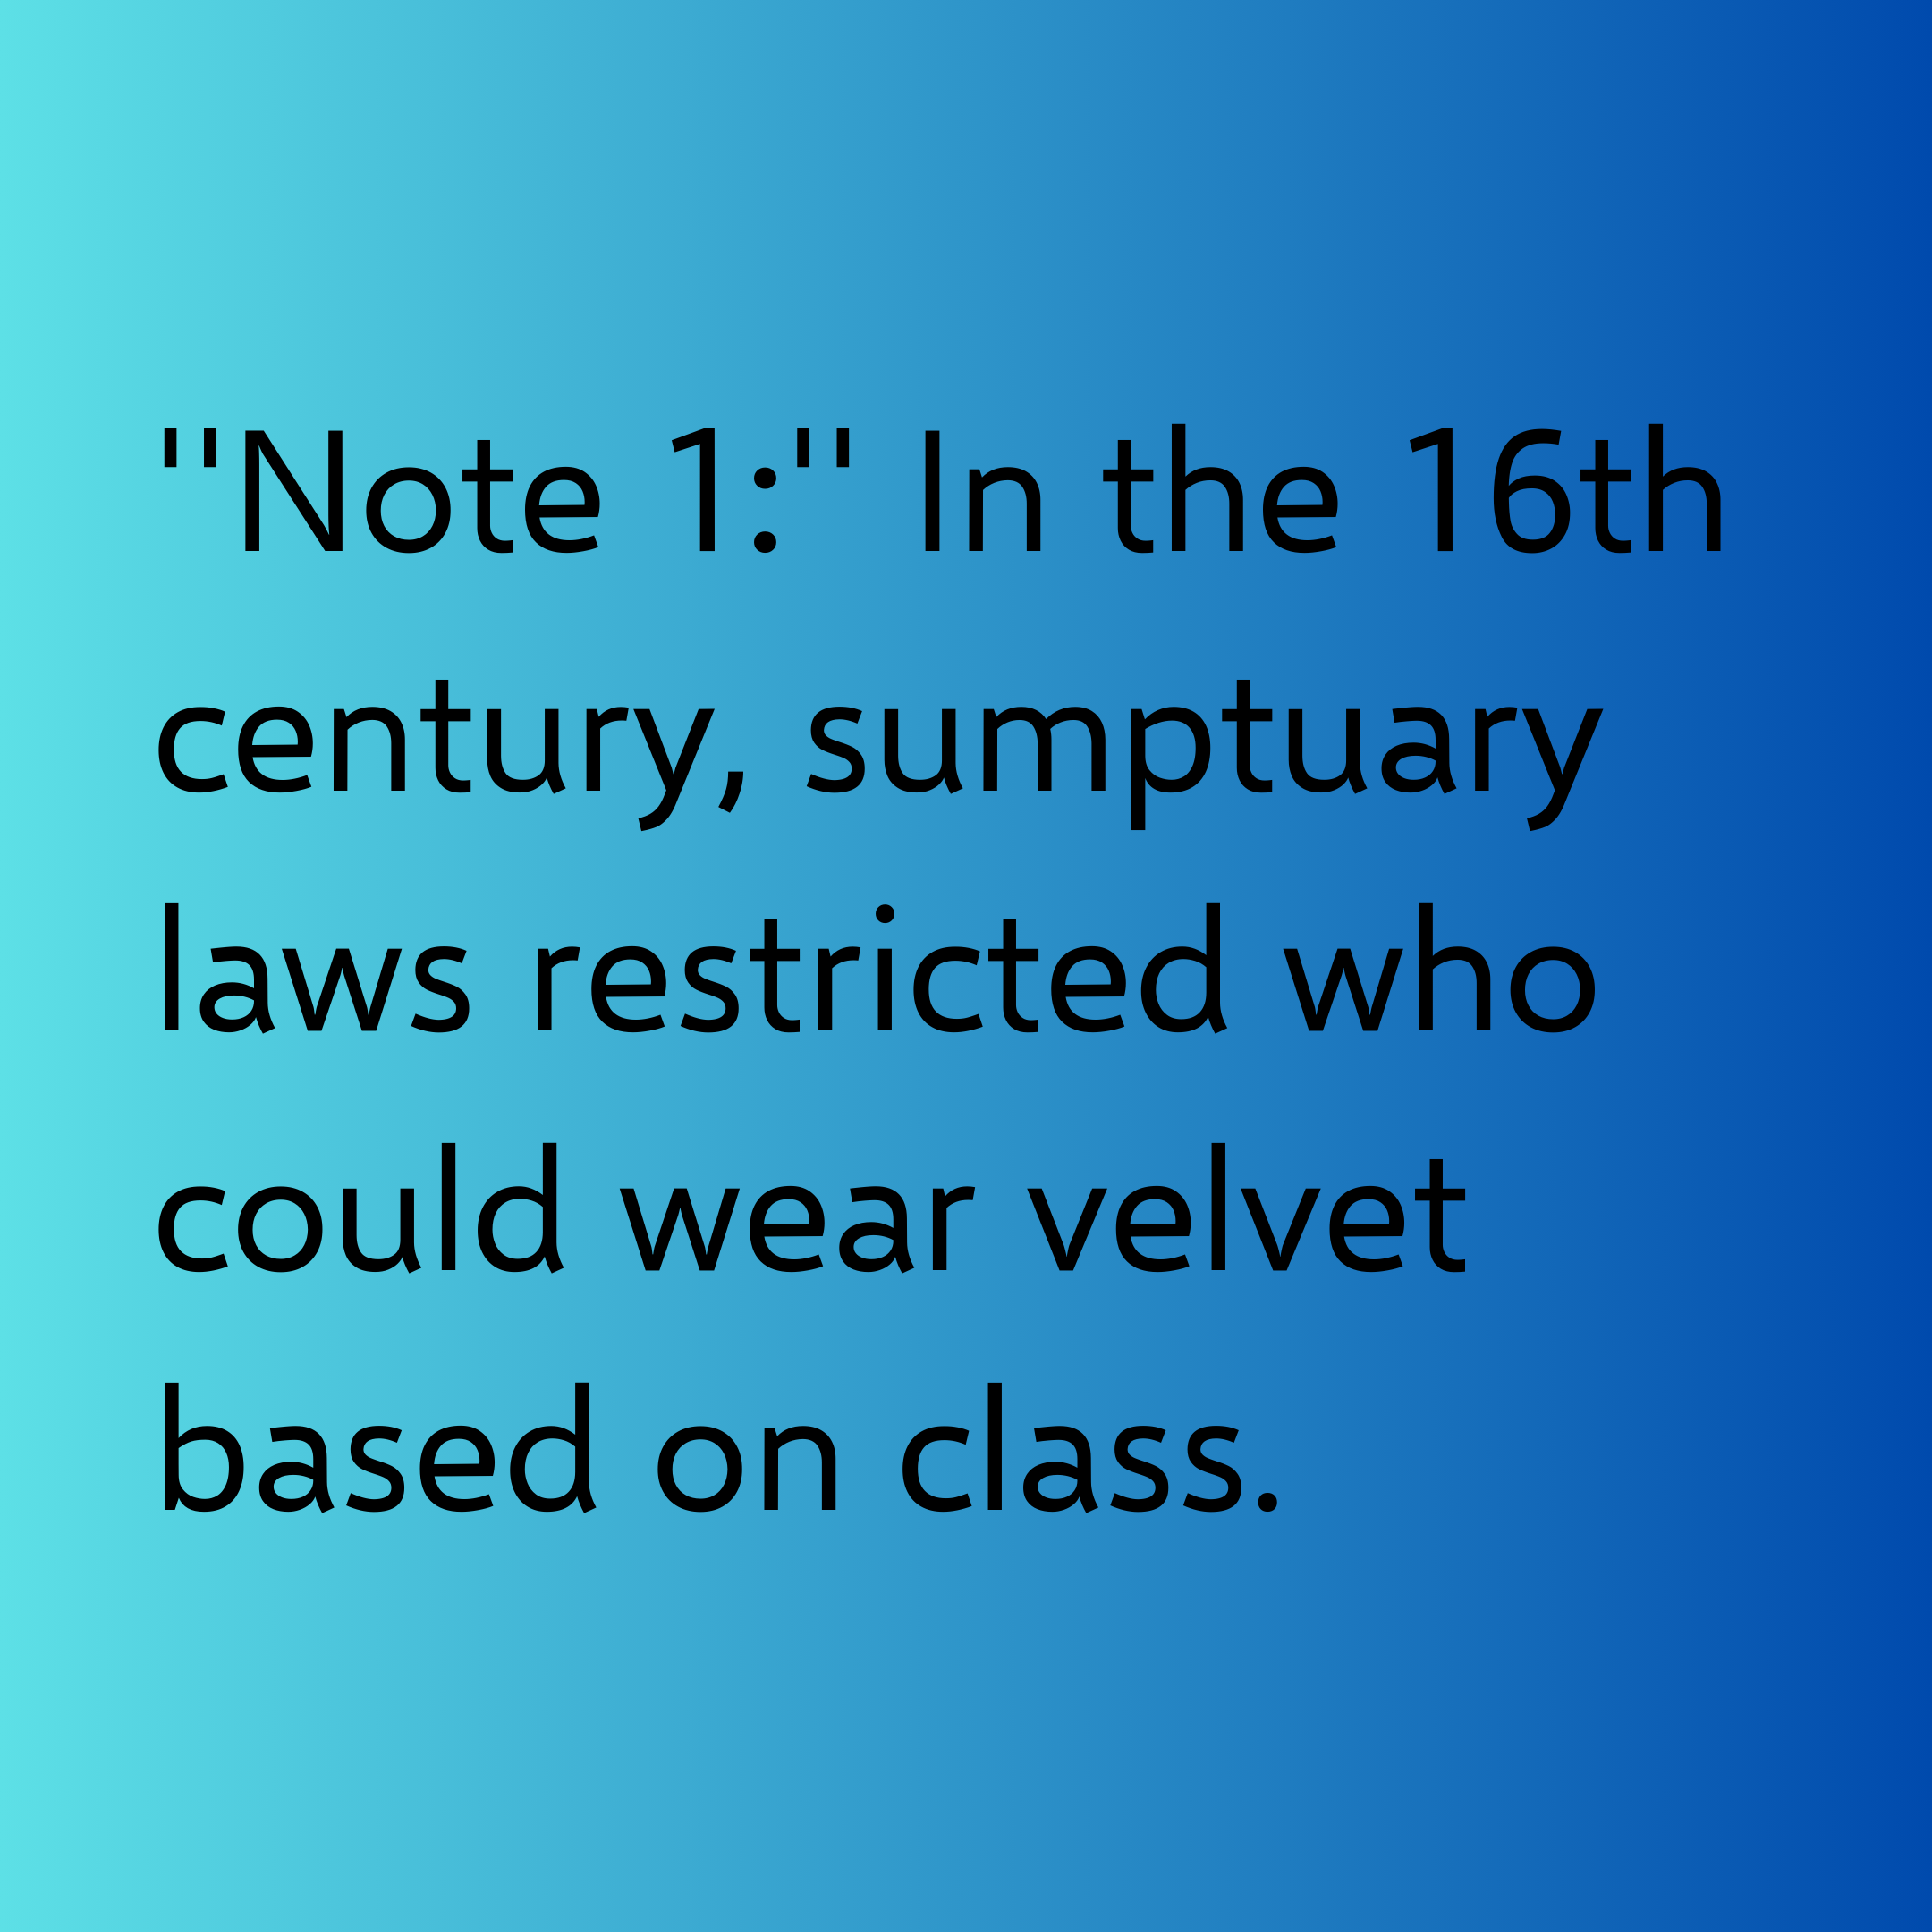 "Note 1:" In the 16th
century, sumptuary
laws restricted who
could wear velvet
based on class.